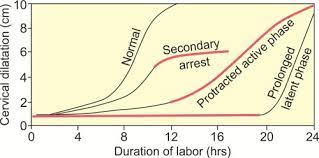 Cervical dilatation (cm)
10
8
6
4
2
0
Normal
Secondary
arrest
Protracted active phase
Prolonged
latent phase
0 4 8 12 16 20 24
Duration of labor (hrs)